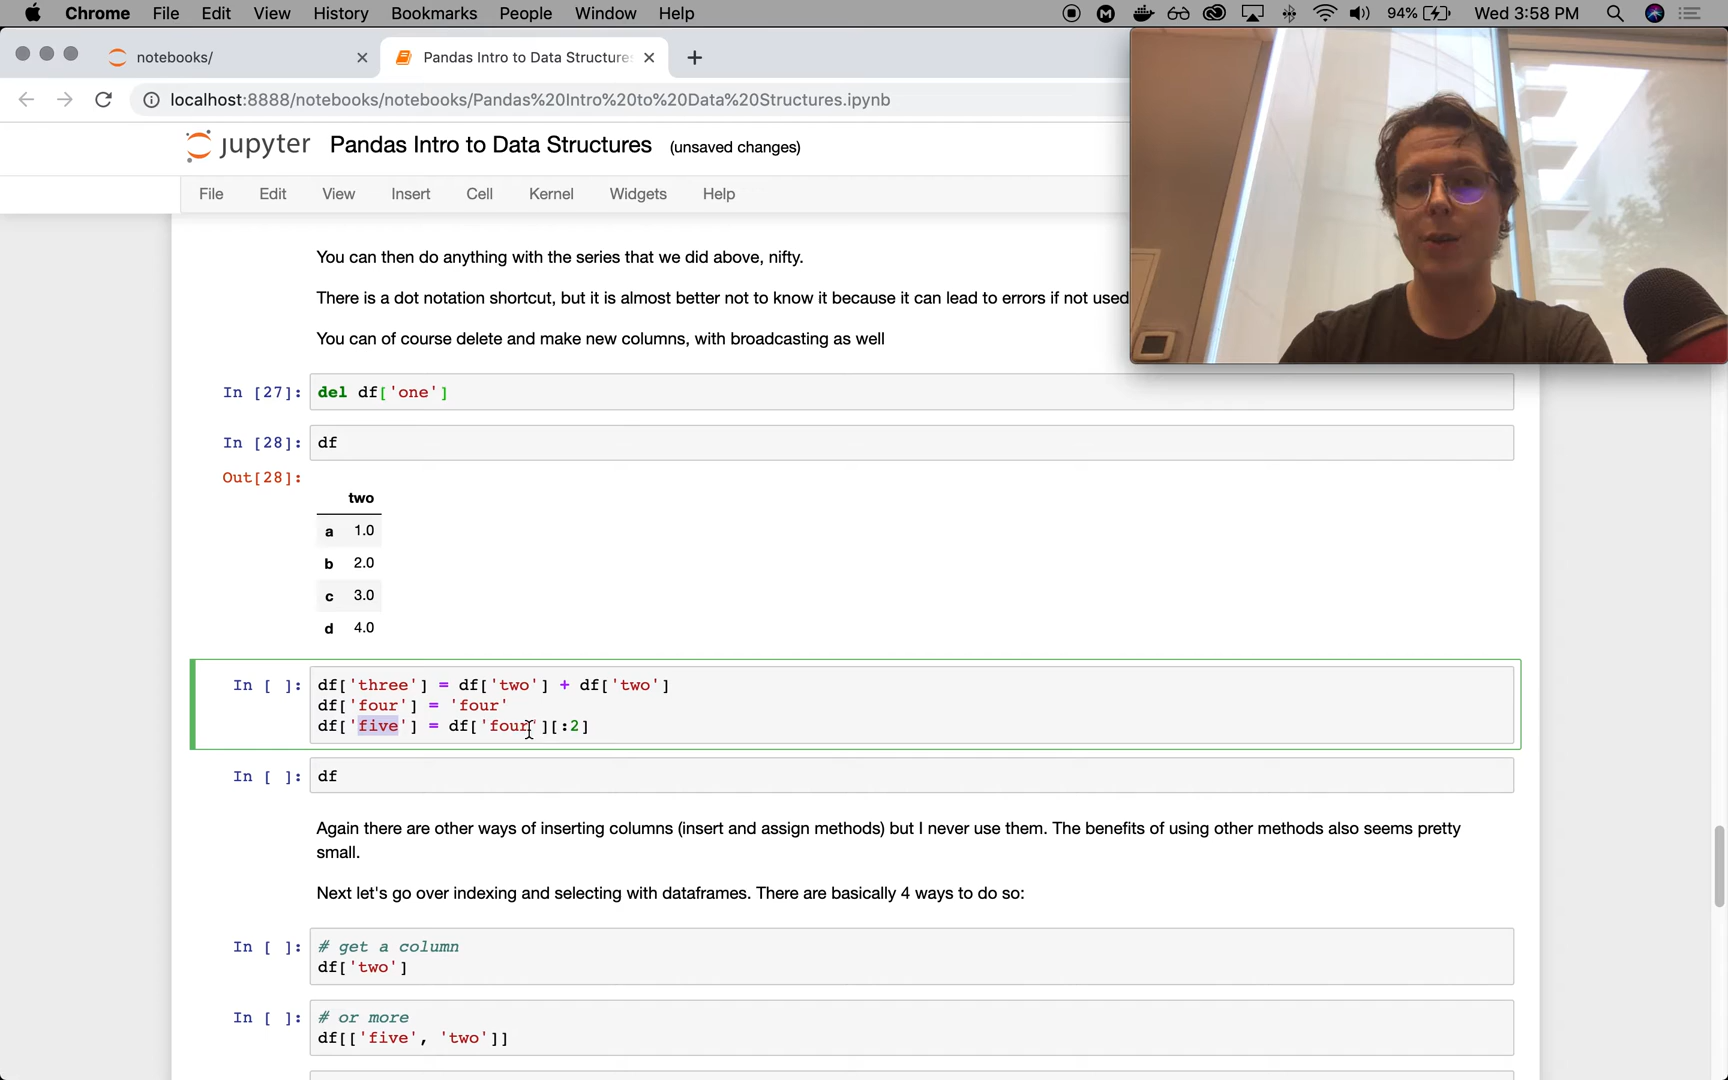 Chrome File Edit View History Bookmarks People Window Help 94% Wed 3:58 PM
notebooks/ Pandas Intro to Data Structures
localhost:8888/notebooks/notebooks/Pandas%20Intro%20to%20Data%20Structures.ipynb
jupyter Pandas Intro to Data Structures (unsaved changes)
File Edit View Insert Cell Kernel Widgets Help
You can then do anything with the series that we did above, nifty.
There is a dot notation shortcut, but it is almost better not to know it because it can lead to errors if not used
You can of course delete and make new columns, with broadcasting as well
In [27]: del df['one']
In [28]: df
Out[28]:
two
a 1.0
b 2.0
c 3.0
d 4.0
In [ ]: df['three'] = df['two'] + df['two']
df['four'] = 'four'
df['five'] = df['four'][:2]
In [ ]: df
Again there are other ways of inserting columns (insert and assign methods) but I never use them. The benefits of using other methods also seems pretty
small.
Next let's go over indexing and selecting with dataframes. There are basically 4 ways to do so:
In [ ]: # get a column
df['two']
In [ ]: # or more
df[['five', 'two']]